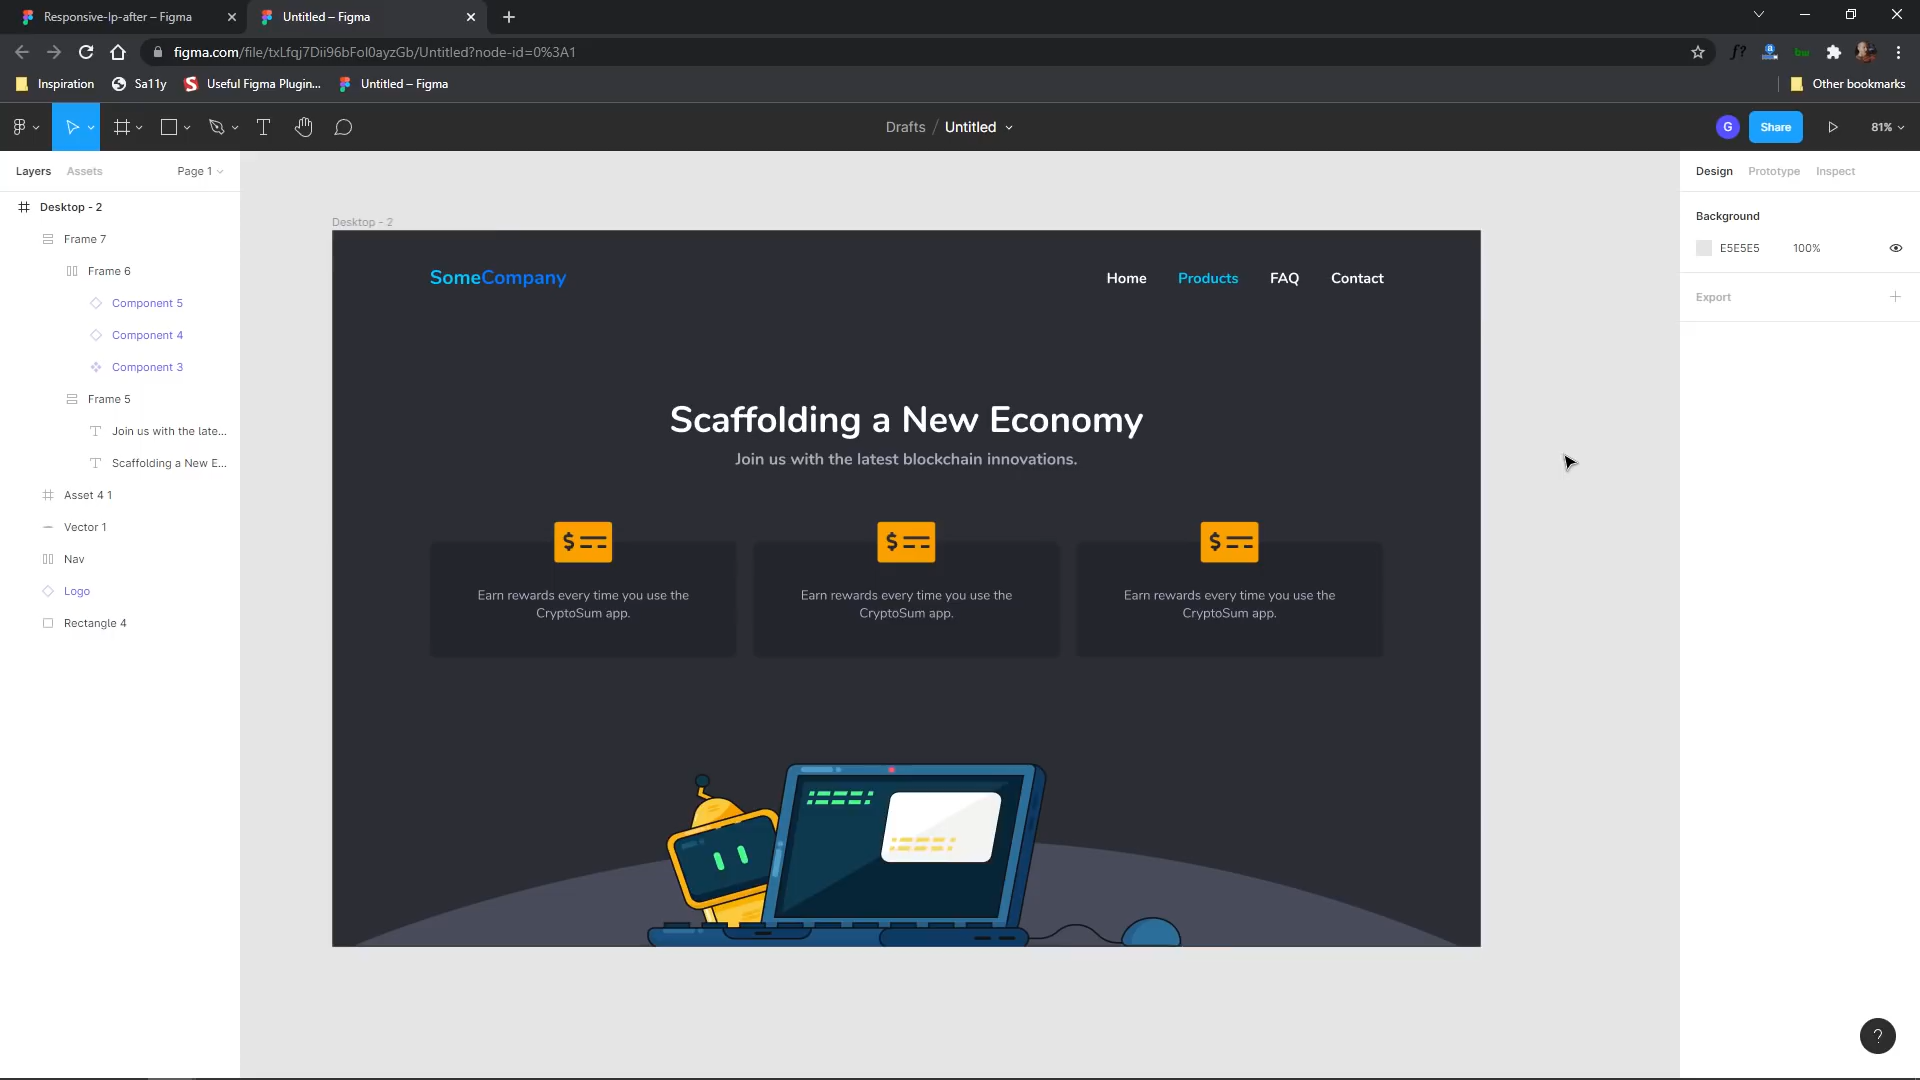 Responsive-lp-after – Figma
Untitled – Figma
figma.com/file/txLfqj7Dii96bFol0ayzGb/Untitled?node-id=0%3A1
Inspiration
Sa11y
Useful Figma Plugin...
Untitled – Figma
Other bookmarks
Drafts / Untitled
G
Share
81%
Layers
Assets
Page 1
Desktop - 2
Frame 7
Frame 6
Component 5
Component 4
Component 3
Frame 5
Join us with the late...
Scaffolding a New E...
Asset 4 1
Vector 1
Nav
Logo
Rectangle 4
Desktop - 2
SomeCompany
Home
Products
FAQ
Contact
Scaffolding a New Economy
Join us with the latest blockchain innovations.
$
$
$
Earn rewards every time you use the
CryptoSum app.
Earn rewards every time you use the
CryptoSum app.
Earn rewards every time you use the
CryptoSum app.
Design
Prototype
Inspect
Background
E5E5E5
100%
Export
?